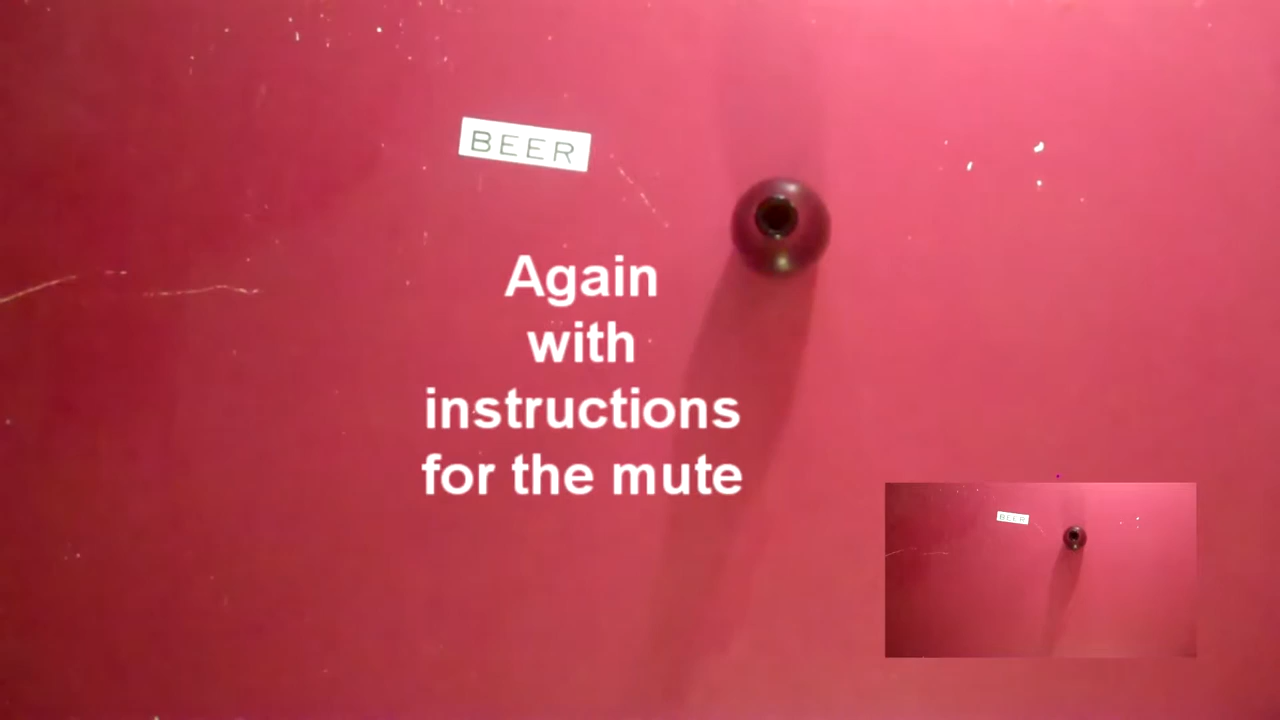 BEER
Again
with
instructions
for the mute
BEER